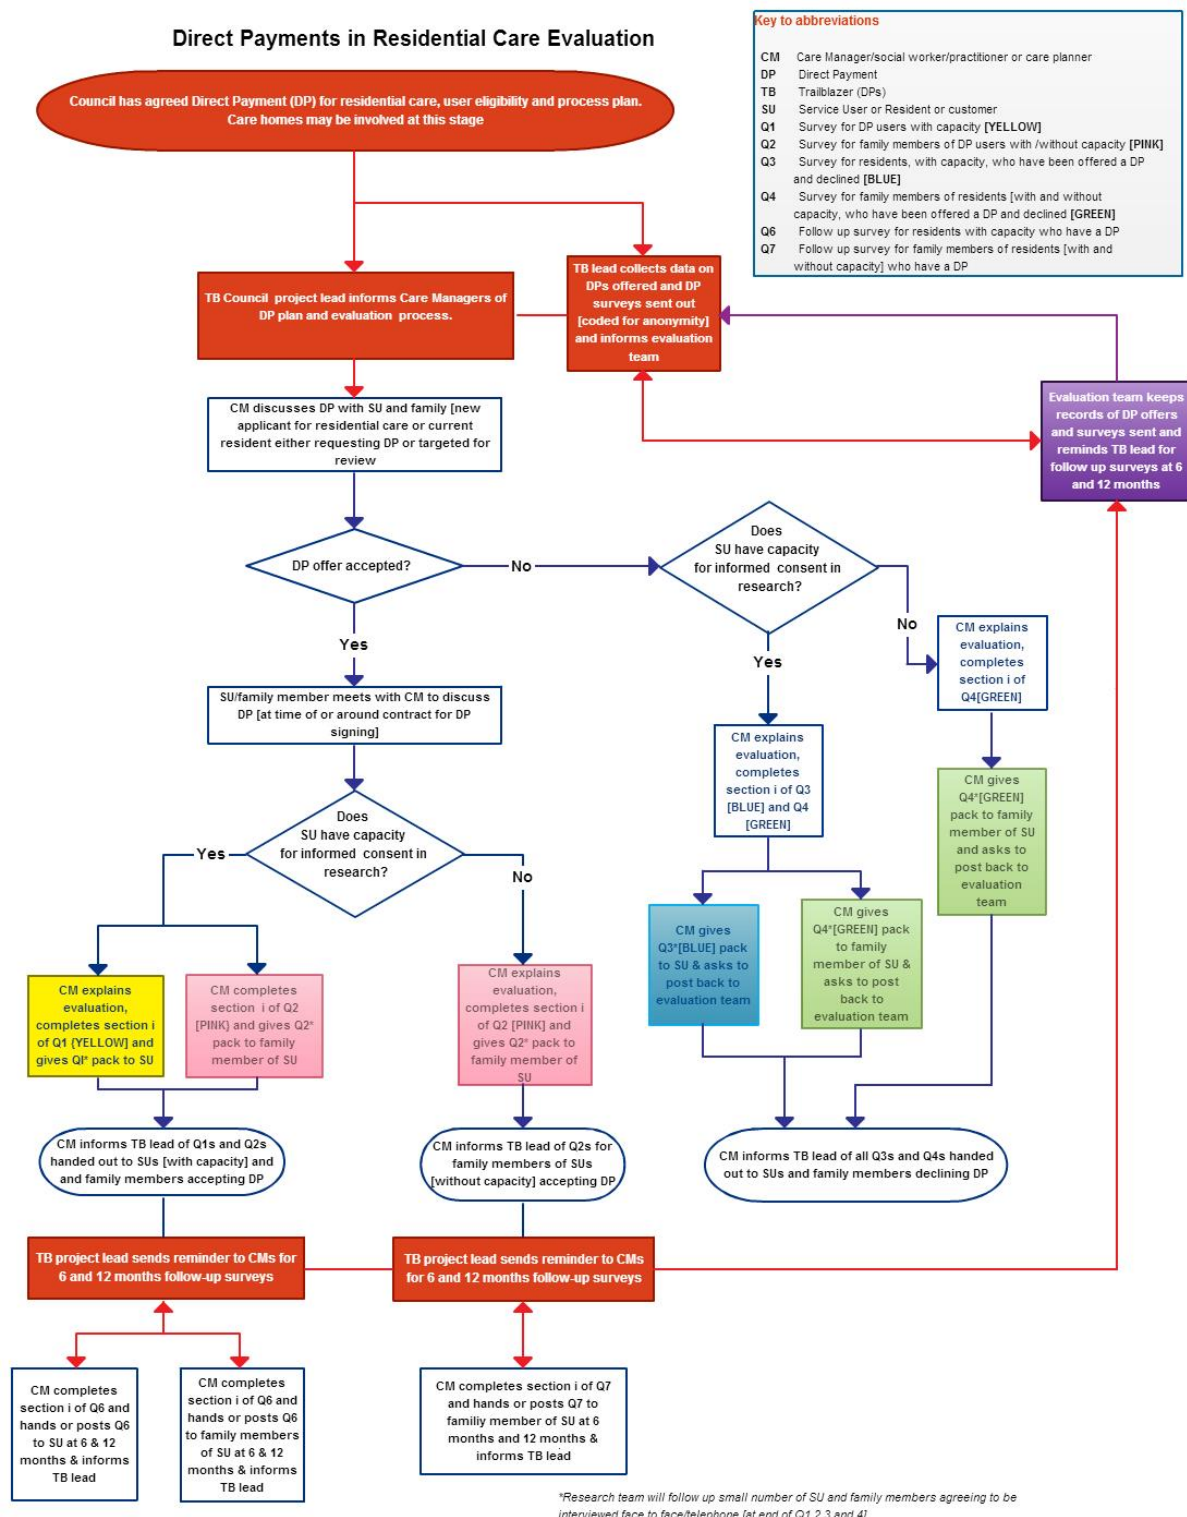 Direct Payments in Residential Care Evaluation
Key to abbreviations
CM Care Manager/social worker/practitioner or care planner
DP Direct Payment
TB Trailblazer (DPs)
SU Service User or Resident or customer
Q1 Survey for DP users with capacity [YELLOW]
Q2 Survey for family members of DP users with /without capacity [PINK]
Q3 Survey for residents, with capacity, who have been offered a DP
and declined [BLUE]
Q4 Survey for family members of residents [with and without
capacity, who have been offered a DP and declined [GREEN]
Q6 Follow up survey for residents with capacity who have a DP
Q7 Follow up survey for family members of residents [with and
without capacity] who have a DP
Council has agreed Direct Payment (DP) for residential care, user eligibility and process plan.
Care homes may be involved at this stage
TB Council project lead informs Care Managers of
DP plan and evaluation process.
TB lead collects data on
DPs offered and DP
surveys sent out
[coded for anonymity]
and informs evaluation
team
Evaluation team keeps
records of DP offers
and surveys sent and
reminds TB lead for
follow up surveys at 6
and 12 months
CM discusses DP with SU and family [new
applicant for residential care or current
resident either requesting DP or targeted for
review
DP offer accepted?
No
Does
SU have capacity
for informed consent in
research?
Yes
No
Yes
CM explains
evaluation,
completes
section i of
Q4[GREEN]
SU/family member meets with CM to discuss
DP [at time of or around contract for DP
signing]
CM explains
evaluation,
completes
section i of Q3
[BLUE] and Q4
[GREEN]
CM gives
Q4*[GREEN]
pack to family
member of SU
and asks to
post back to
evaluation
team
Does
SU have capacity
for informed consent in
research?
Yes
No
CM gives
Q3*[BLUE] pack
to SU & asks to
post back to
evaluation team
CM gives
Q4*[GREEN] pack
to family
member of SU &
asks to post
back to
evaluation team
CM explains
evaluation,
completes section i
of Q1 {YELLOW] and
gives QI* pack to SU
CM completes
section i of Q2
[PINK} and gives Q2*
pack to family
member of SU
CM explains
evaluation,
completes section i
of Q2 [PINK] and
gives Q2* pack to
family member of
SU
CM informs TB lead of Q1s and Q2s
handed out to SUs [with capacity] and
and family members accepting DP
CM informs TB lead of Q2s for
family members of SUs
[without capacity] accepting DP
CM informs TB lead of all Q3s and Q4s handed
out to SUs and family members declining DP
TB project lead sends reminder to CMs for
6 and 12 months follow-up surveys
TB project lead sends reminder to CMs
for 6 and 12 months follow-up surveys
CM completes
section i of Q6 and
hands or posts Q6
to SU at 6 & 12
months & informs
TB lead
CM completes
section i of Q6 and
hands or posts Q6
to family members
of SU at 6 & 12
months & informs
TB lead
CM completes section i of Q7
and hands or posts Q7 to
familiy member of SU at 6
months and 12 months &
informs TB lead
*Research team will follow up small number of SU and family members agreeing to be
interviewed face to face/telephone [at end of Q1,2,3 and 4]